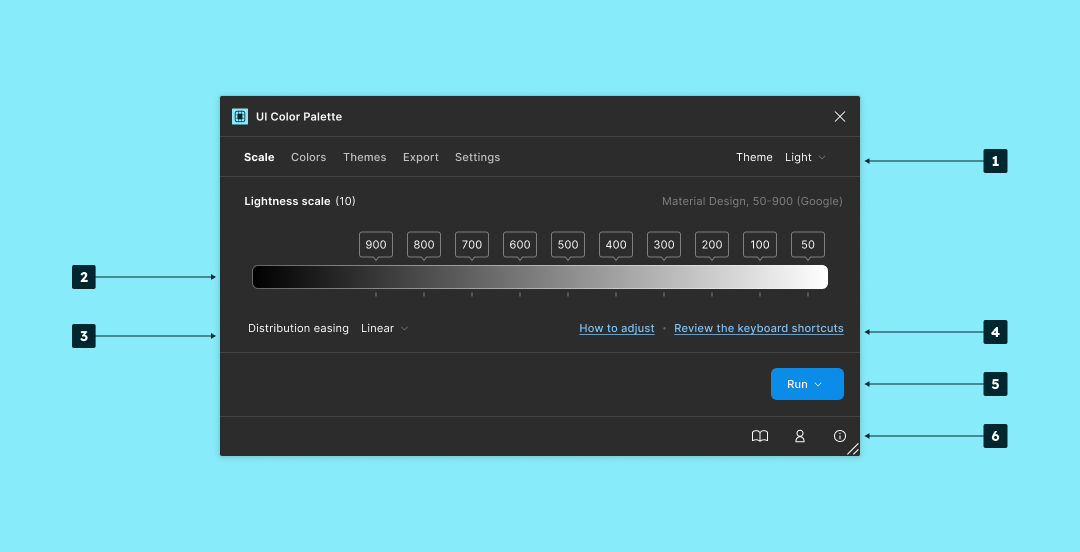 UI Color Palette
Scale Colors Themes Export Settings Theme Light
1
Lightness scale (10) Material Design, 50-900 (Google)
900 800 700 600 500 400 300 200 100 50
2
Distribution easing Linear How to adjust • Review the keyboard shortcuts
3
4
Run
5
6